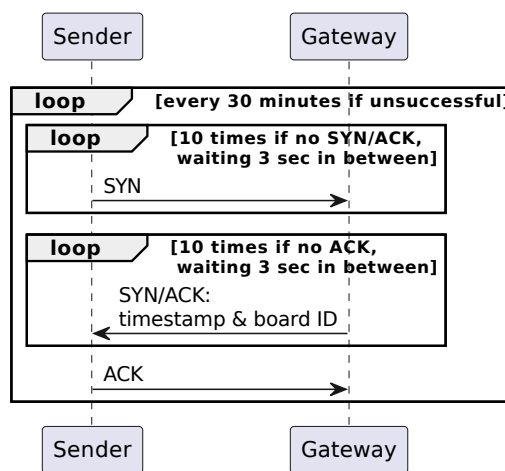 Sender Gateway
loop [every 30 minutes if unsuccessful]
loop [10 times if no SYN/ACK,
waiting 3 sec in between]
SYN
loop [10 times if no ACK,
waiting 3 sec in between]
SYN/ACK:
timestamp & board ID
ACK
Sender Gateway